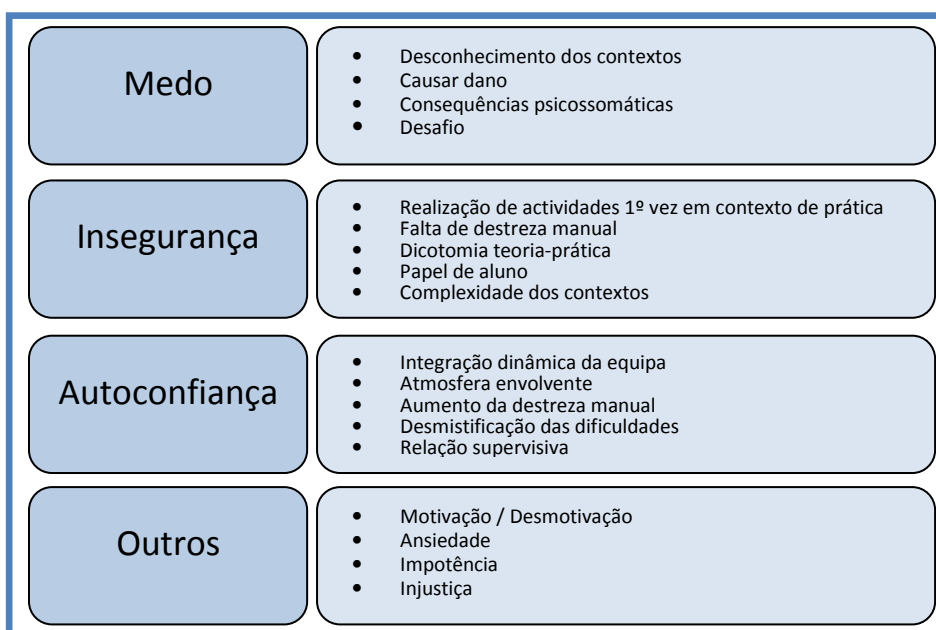 Medo
• Desconhecimento dos contextos
• Causar dano
• Consequências psicossomáticas
• Desafio
Insegurança
• Realização de actividades 1º vez em contexto de prática
• Falta de destreza manual
• Dicotomia teoria-prática
• Papel de aluno
• Complexidade dos contextos
Autoconfiança
• Integração dinâmica da equipa
• Atmosfera envolvente
• Aumento da destreza manual
• Desmistificação das dificuldades
• Relação supervisiva
Outros
• Motivação / Desmotivação
• Ansiedade
• Impotência
• Injustiça